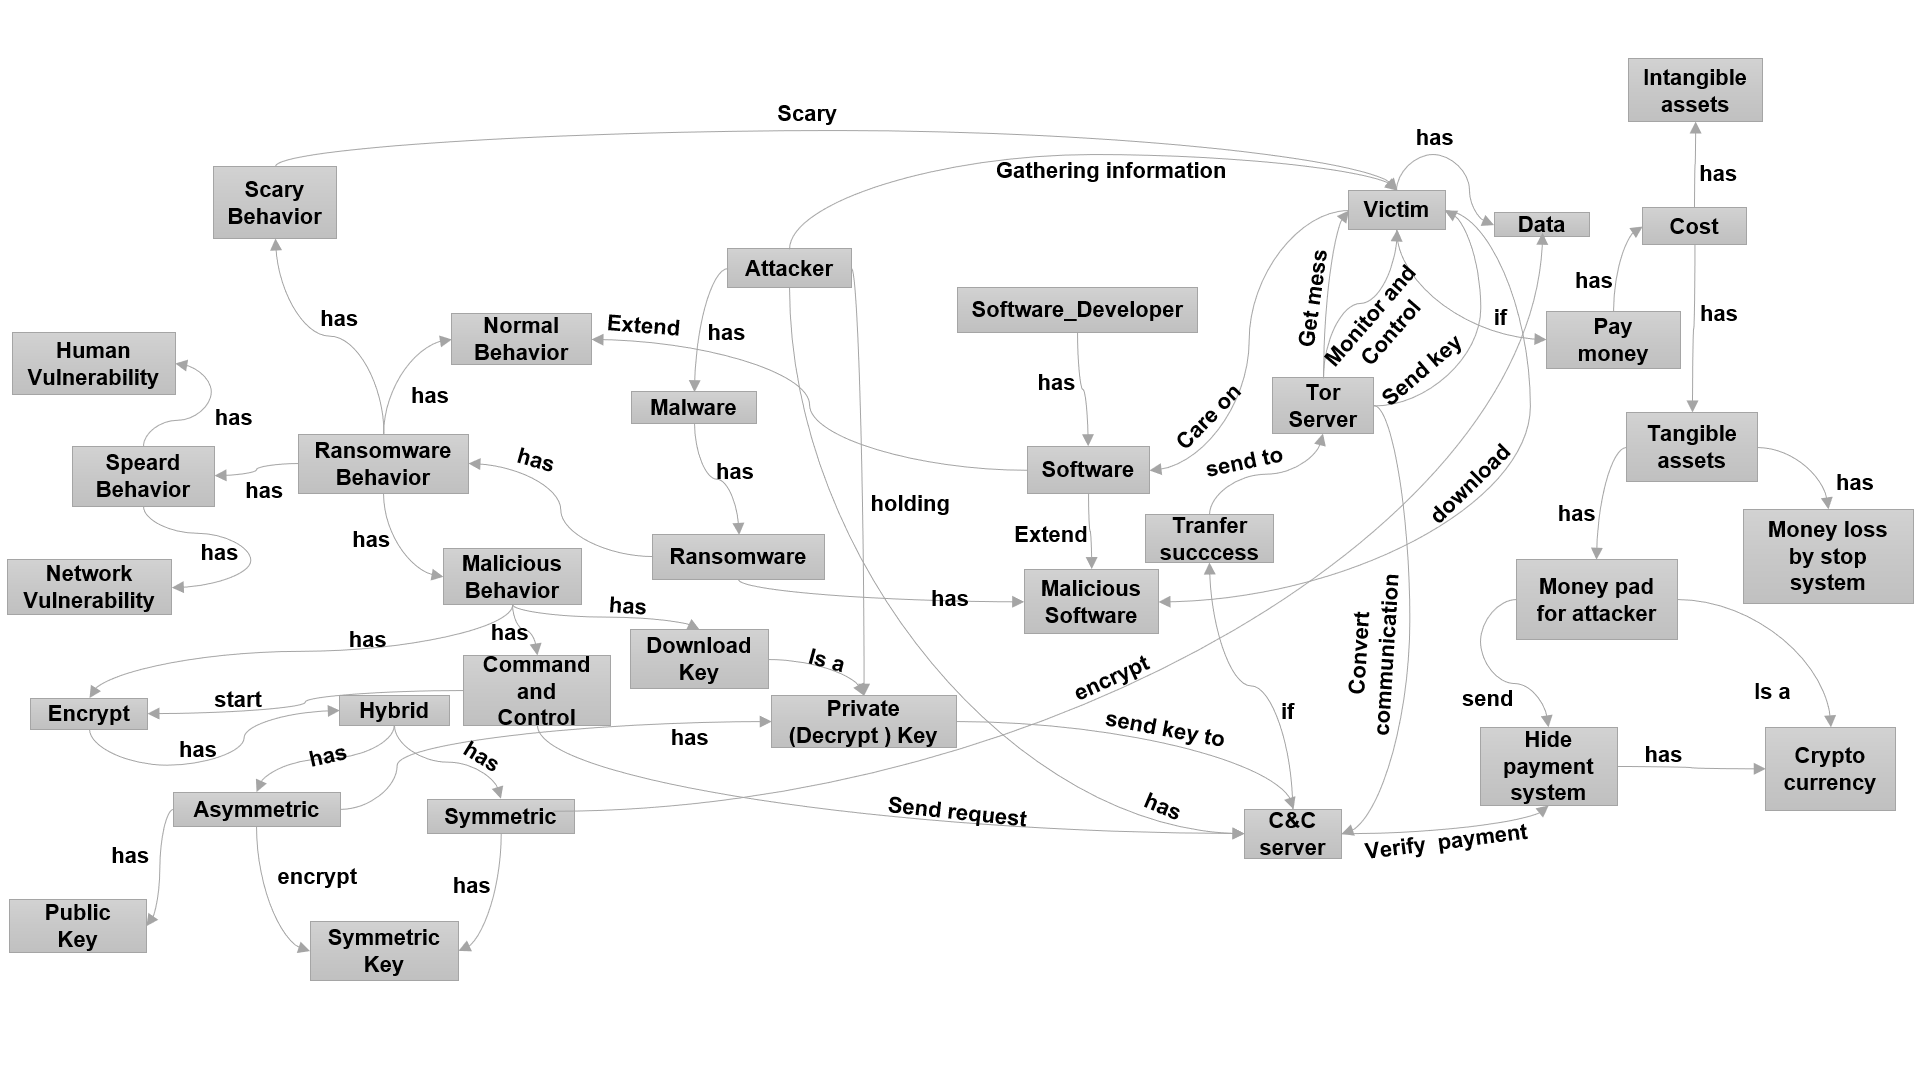 Intangible
assets
Scary
has
Gathering information
has
Scary
Behavior
Victim
Data
Cost
Attacker
Get mess
Monitor and
Control
has
Software_Developer
has
Extend
has
if
has
Normal
Behavior
Pay
money
Human
Vulnerability
Send key
has
has
Malware
Tor
Server
Care on
has
Tangible
assets
Speard
Behavior
Ransomware
Behavior
has
has
Software
send to
has
has
download
holding
has
has
has
Extend
Tranfer
succcess
Money loss
by stop
system
Network
Vulnerability
Malicious
Behavior
Ransomware
Malicious
Software
Money pad
for attacker
has
has
has
has
Download
Key
Is a
Convert
communication
encrypt
Command
and
Control
start
Encrypt
Hybrid
Private
(Decrypt ) Key
send key to
if
send
Is a
has
has
has
has
Hide
payment
system
has
Crypto
currency
Asymmetric
Symmetric
Send request
has
C&C
server
Verify  payment
has
encrypt
has
Public
Key
Symmetric
Key